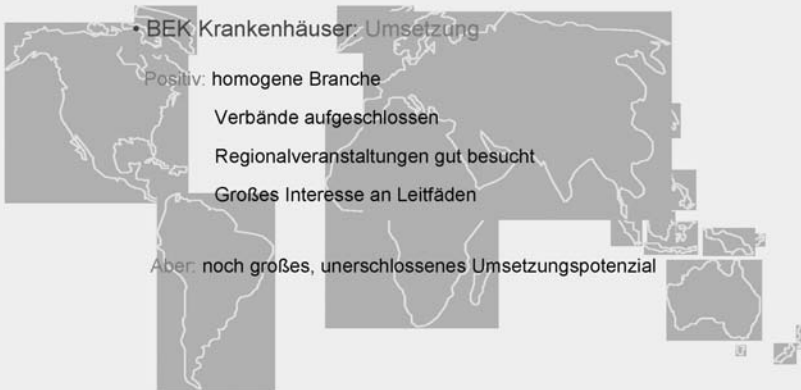 • BEK Krankenhäuser: Umsetzung
Positiv: homogene Branche
Verbände aufgeschlossen
Regionalveranstaltungen gut besucht
Großes Interesse an Leitfäden
Aber: noch großes, unerschlossenes Umsetzungspotenzial